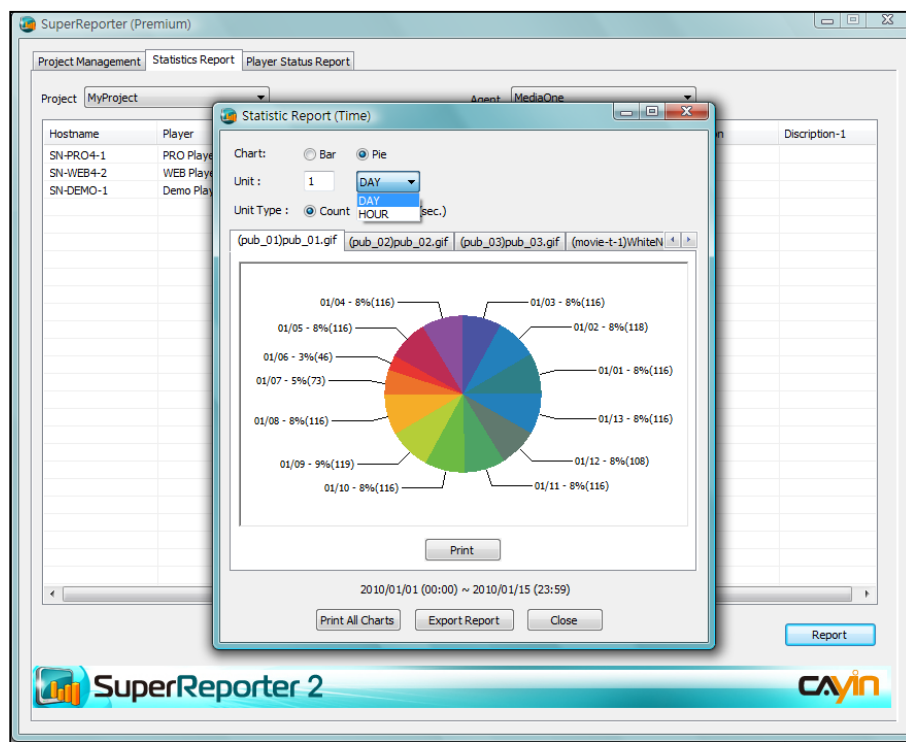 SuperReporter (Premium)
Project Management Statistics Report Player Status Report
Project MyProject Agent MediaOne
Hostname Player Discription-1
SN-PRO4-1 PRO Playe
SN-WEB4-2 WEB Playe
SN-DEMO-1 Demo Play
Statistic Report (Time)
Chart: Bar Pie
Unit : 1 DAY
DAY
HOUR
Unit Type : Count (sec.)
(pub_01)pub_01.gif (pub_02)pub_02.gif (pub_03)pub_03.gif (movie-t-1)WhiteN
01/04 - 8%(116) 01/03 - 8%(116)
01/05 - 8%(116) 01/02 - 8%(118)
01/06 - 3%(46) 01/01 - 8%(116)
01/07 - 5%(73)
01/08 - 8%(116) 01/13 - 8%(116)
01/09 - 9%(119) 01/12 - 8%(108)
01/10 - 8%(116) 01/11 - 8%(116)
Print
2010/01/01 (00:00) ~ 2010/01/15 (23:59)
Print All Charts Export Report Close
Report
SuperReporter 2 CAYIN